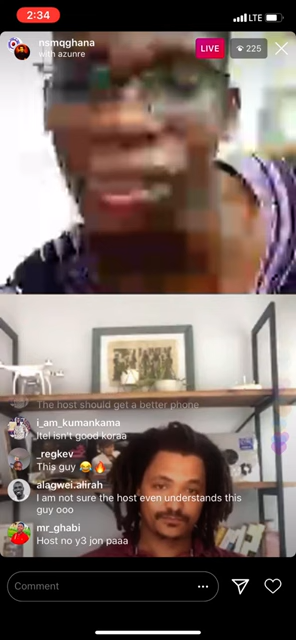 2:34
LTE
nsmqghana
with azunre
LIVE
225
The host should get a better phone
i_am_kumankama
Itel isn't good koraa
_regkev
This guy 😂🔥
alagwei.alirah
I am not sure the host even understands this
guy ooo
mr_ghabi
Host no y3 jon paaa
Comment